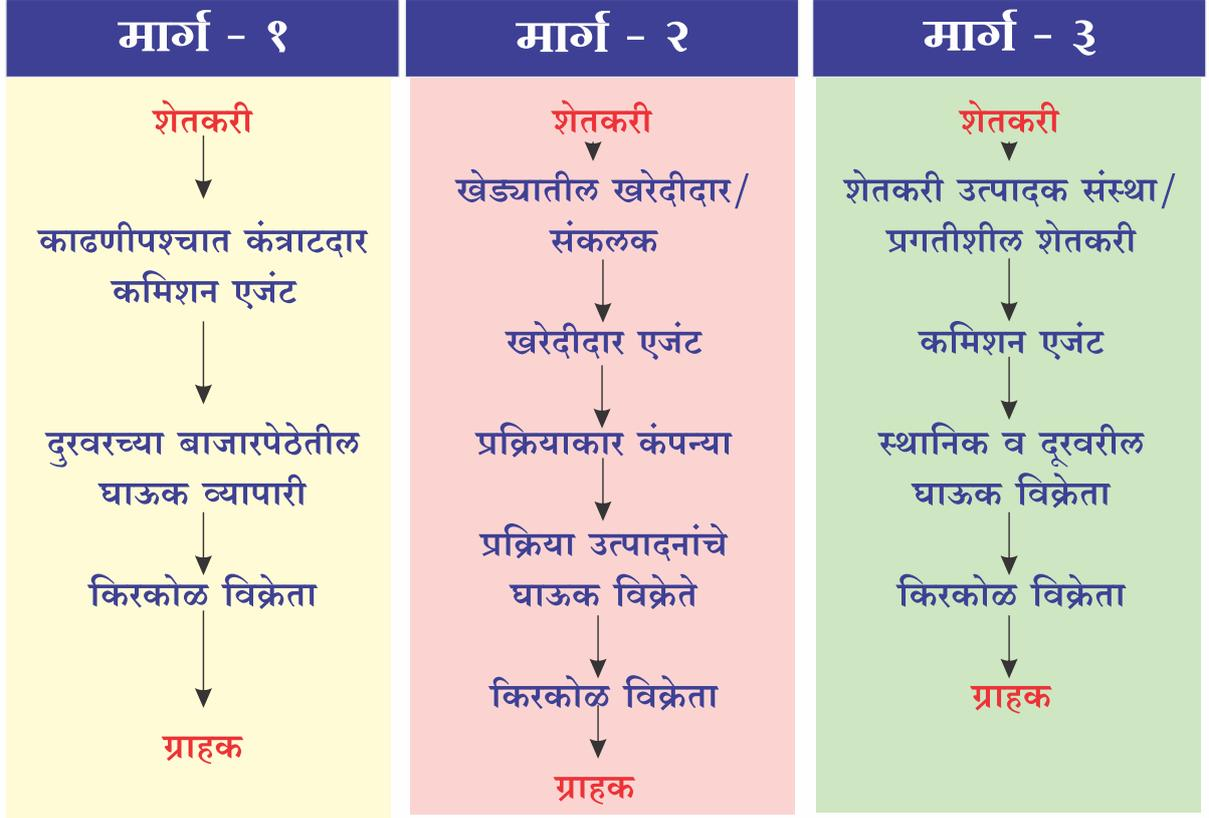 मार्ग - १
शेतकरी
काढणीपश्चात कंत्राटदार
कमिशन एजंट
दुरवरच्या बाजारपेठेतील
घाऊक व्यापारी
किरकोळ विक्रेता
ग्राहक
मार्ग - २
शेतकरी
खेड्यातील खरेदीदार/
संकलक
खरेदीदार एजंट
प्रक्रियाकार कंपन्या
प्रक्रिया उत्पादनांचे
घाऊक विक्रेते
किरकोळ विक्रेता
ग्राहक
मार्ग - ३
शेतकरी
शेतकरी उत्पादक संस्था/
प्रगतीशील शेतकरी
कमिशन एजंट
स्थानिक व दूरवरील
घाऊक विक्रेता
किरकोळ विक्रेता
ग्राहक